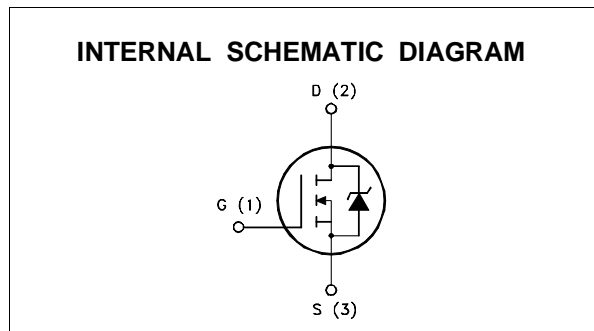 INTERNAL SCHEMATIC DIAGRAM
D (2)
G (1)
S (3)